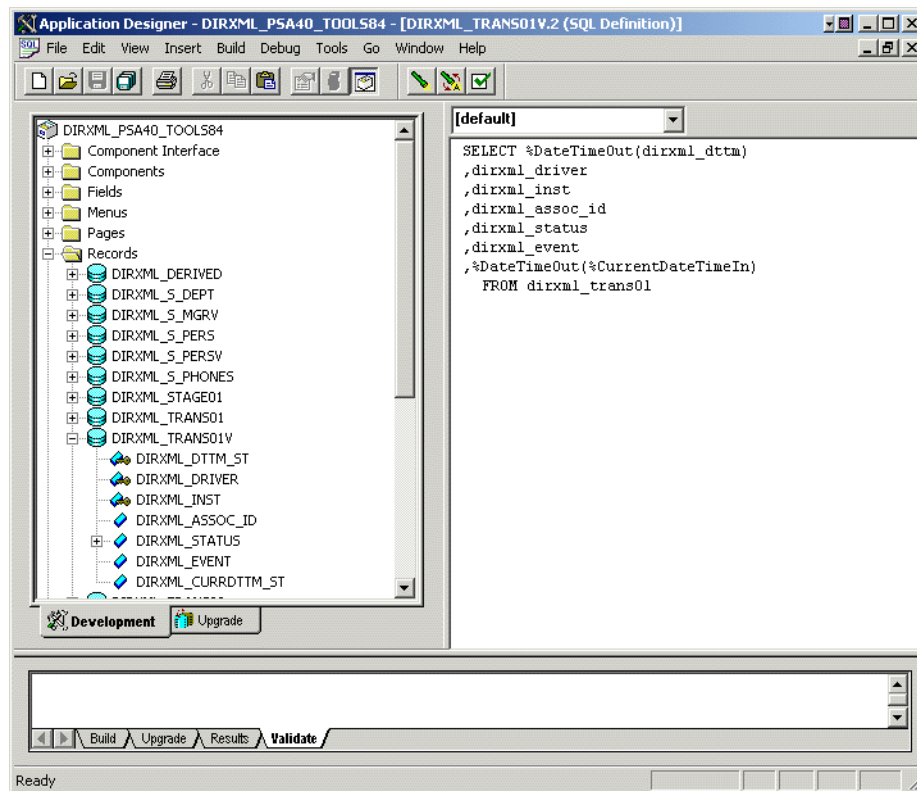 Application Designer - DIRXML_PSA40_TOOLS84 - [DIRXML_TRANS01V.2 (SQL Definition)]
SQL File Edit View Insert Build Debug Tools Go Window Help
[default]
DIRXML_PSA40_TOOLS84
Component Interface
Components
Fields
Menus
Pages
Records
DIRXML_DERIVED
DIRXML_S_DEPT
DIRXML_S_MGRV
DIRXML_S_PERS
DIRXML_S_PERSV
DIRXML_S_PHONES
DIRXML_STAGE01
DIRXML_TRANS01
DIRXML_TRANS01V
DIRXML_DTTM_ST
DIRXML_DRIVER
DIRXML_INST
DIRXML_ASSOC_ID
DIRXML_STATUS
DIRXML_EVENT
DIRXML_CURRDTTM_ST
Development Upgrade
SELECT %DateTimeOut(dirxml_dttm)
,dirxml_driver
,dirxml_inst
,dirxml_assoc_id
,dirxml_status
,dirxml_event
,%DateTimeOut(%CurrentDateTimeIn)
FROM dirxml_trans01
Build Upgrade Results Validate
Ready